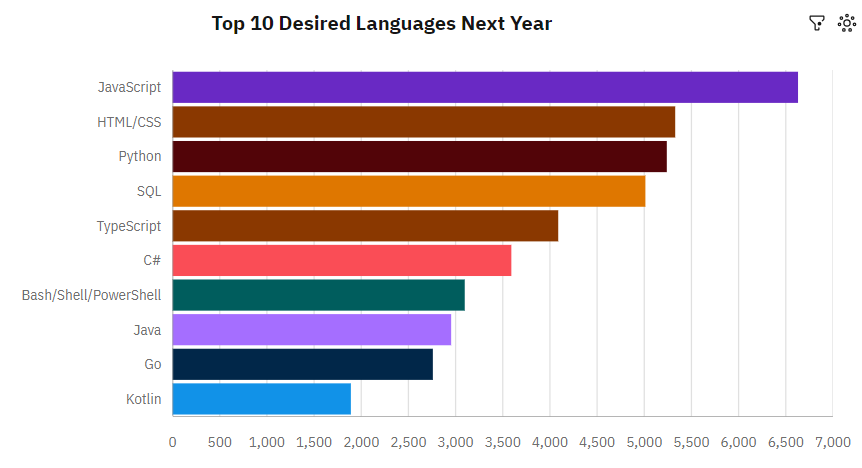 Top 10 Desired Languages Next Year
JavaScript
HTML/CSS
Python
SQL
TypeScript
C#
Bash/Shell/PowerShell
Java
Go
Kotlin
0 500 1,000 1,500 2,000 2,500 3,000 3,500 4,000 4,500 5,000 5,500 6,000 6,500 7,000